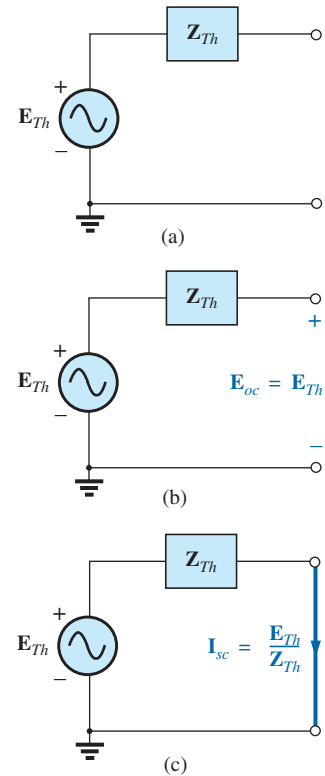 Z_Th
+
E_Th
−
(a)
Z_Th
+
+
E_Th
E_oc = E_Th
−
−
(b)
Z_Th
+
E_Th
I_sc = E_Th / Z_Th
−
(c)